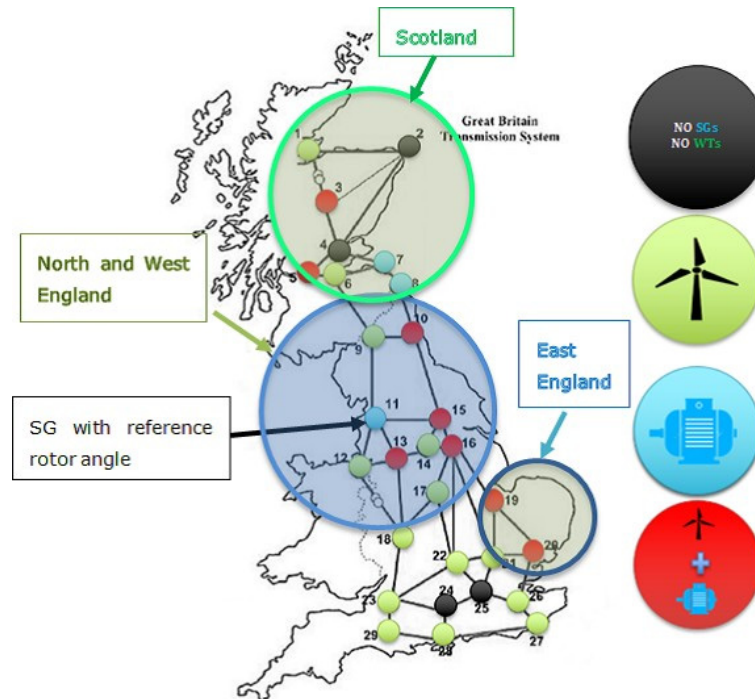 Scotland
Great Britain
Transmission System
NO SGs
NO WTs
1
2
3
4
5
6
7
8
North and West
England
East
England
9
10
SG with reference
rotor angle
11
12
13
14
15
16
17
18
19
20
21
22
23
24
25
26
27
28
29